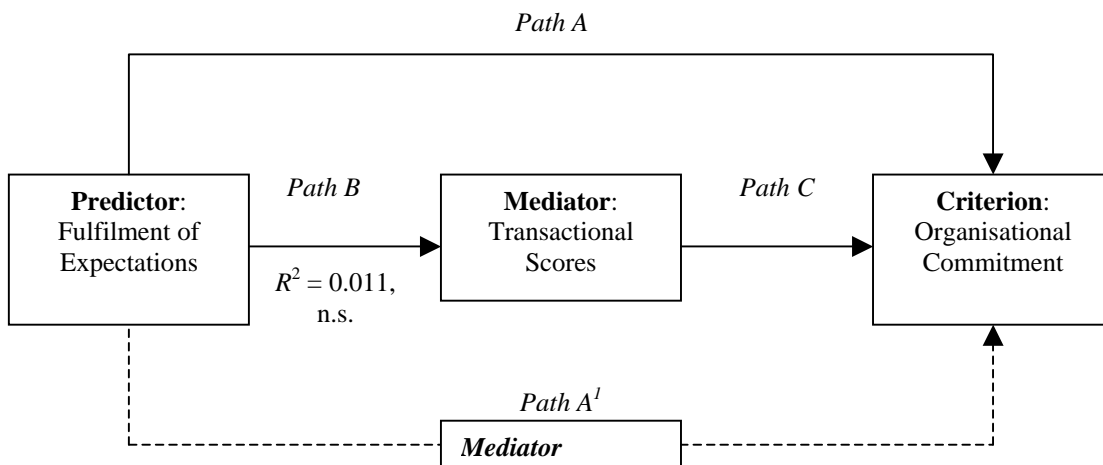 Path A
Predictor:
Fulfilment of
Expectations
Path B
R² = 0.011,
n.s.
Mediator:
Transactional
Scores
Path C
Criterion:
Organisational
Commitment
Path A¹
Mediator